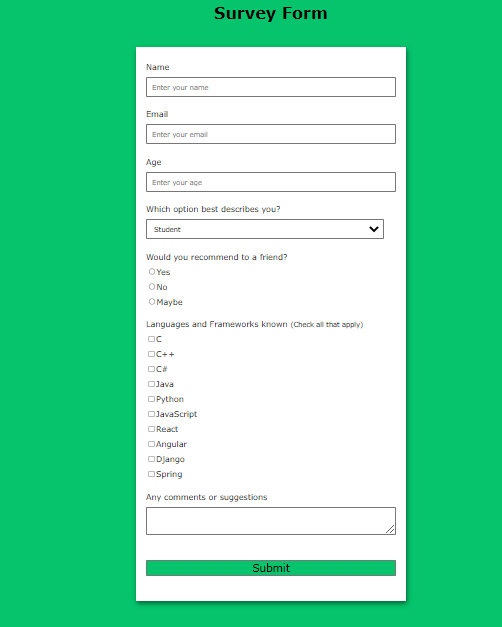 Survey Form
Name
Enter your name
Email
Enter your email
Age
Enter your age
Which option best describes you?
Student
Would you recommend to a friend?
Yes
No
Maybe
Languages and Frameworks known (Check all that apply)
C
C++
C#
Java
Python
JavaScript
React
Angular
Django
Spring
Any comments or suggestions
Submit